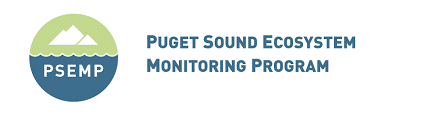 PSEMP
PUGET SOUND ECOSYSTEM
MONITORING PROGRAM